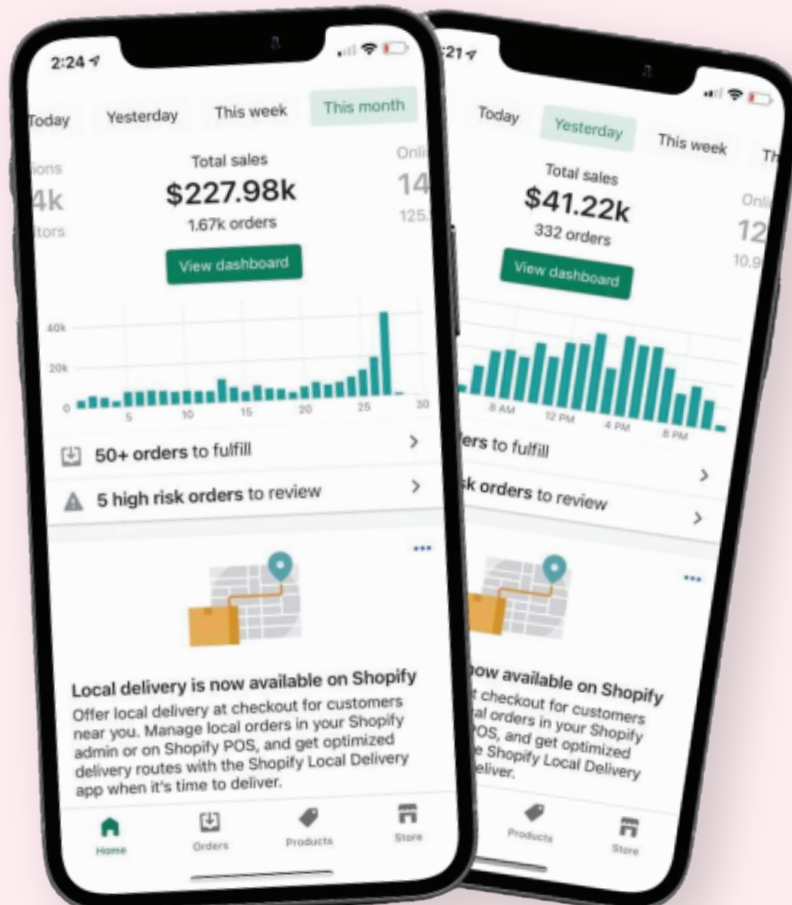 2:24
Today
Yesterday
This week
This month
Total sales
$227.98k
1.67k orders
View dashboard
4k
14
125.
40k
20k
0
5
10
15
20
25
30
50+ orders to fulfill
5 high risk orders to review
Local delivery is now available on Shopify
Offer local delivery at checkout for customers
near you. Manage local orders in your Shopify
admin or on Shopify POS, and get optimized
delivery routes with the Shopify Local Delivery
app when it's time to deliver.
Home
Orders
Products
Store
:21
Today
Yesterday
This week
Total sales
$41.22k
332 orders
View dashboard
12
10.9
8 AM
12 PM
4 PM
8 PM
to fulfill
orders to review
now available on Shopify
checkout for customers
orders in your Shopify
POS, and get optimized
Shopify Local Delivery
Products
Store